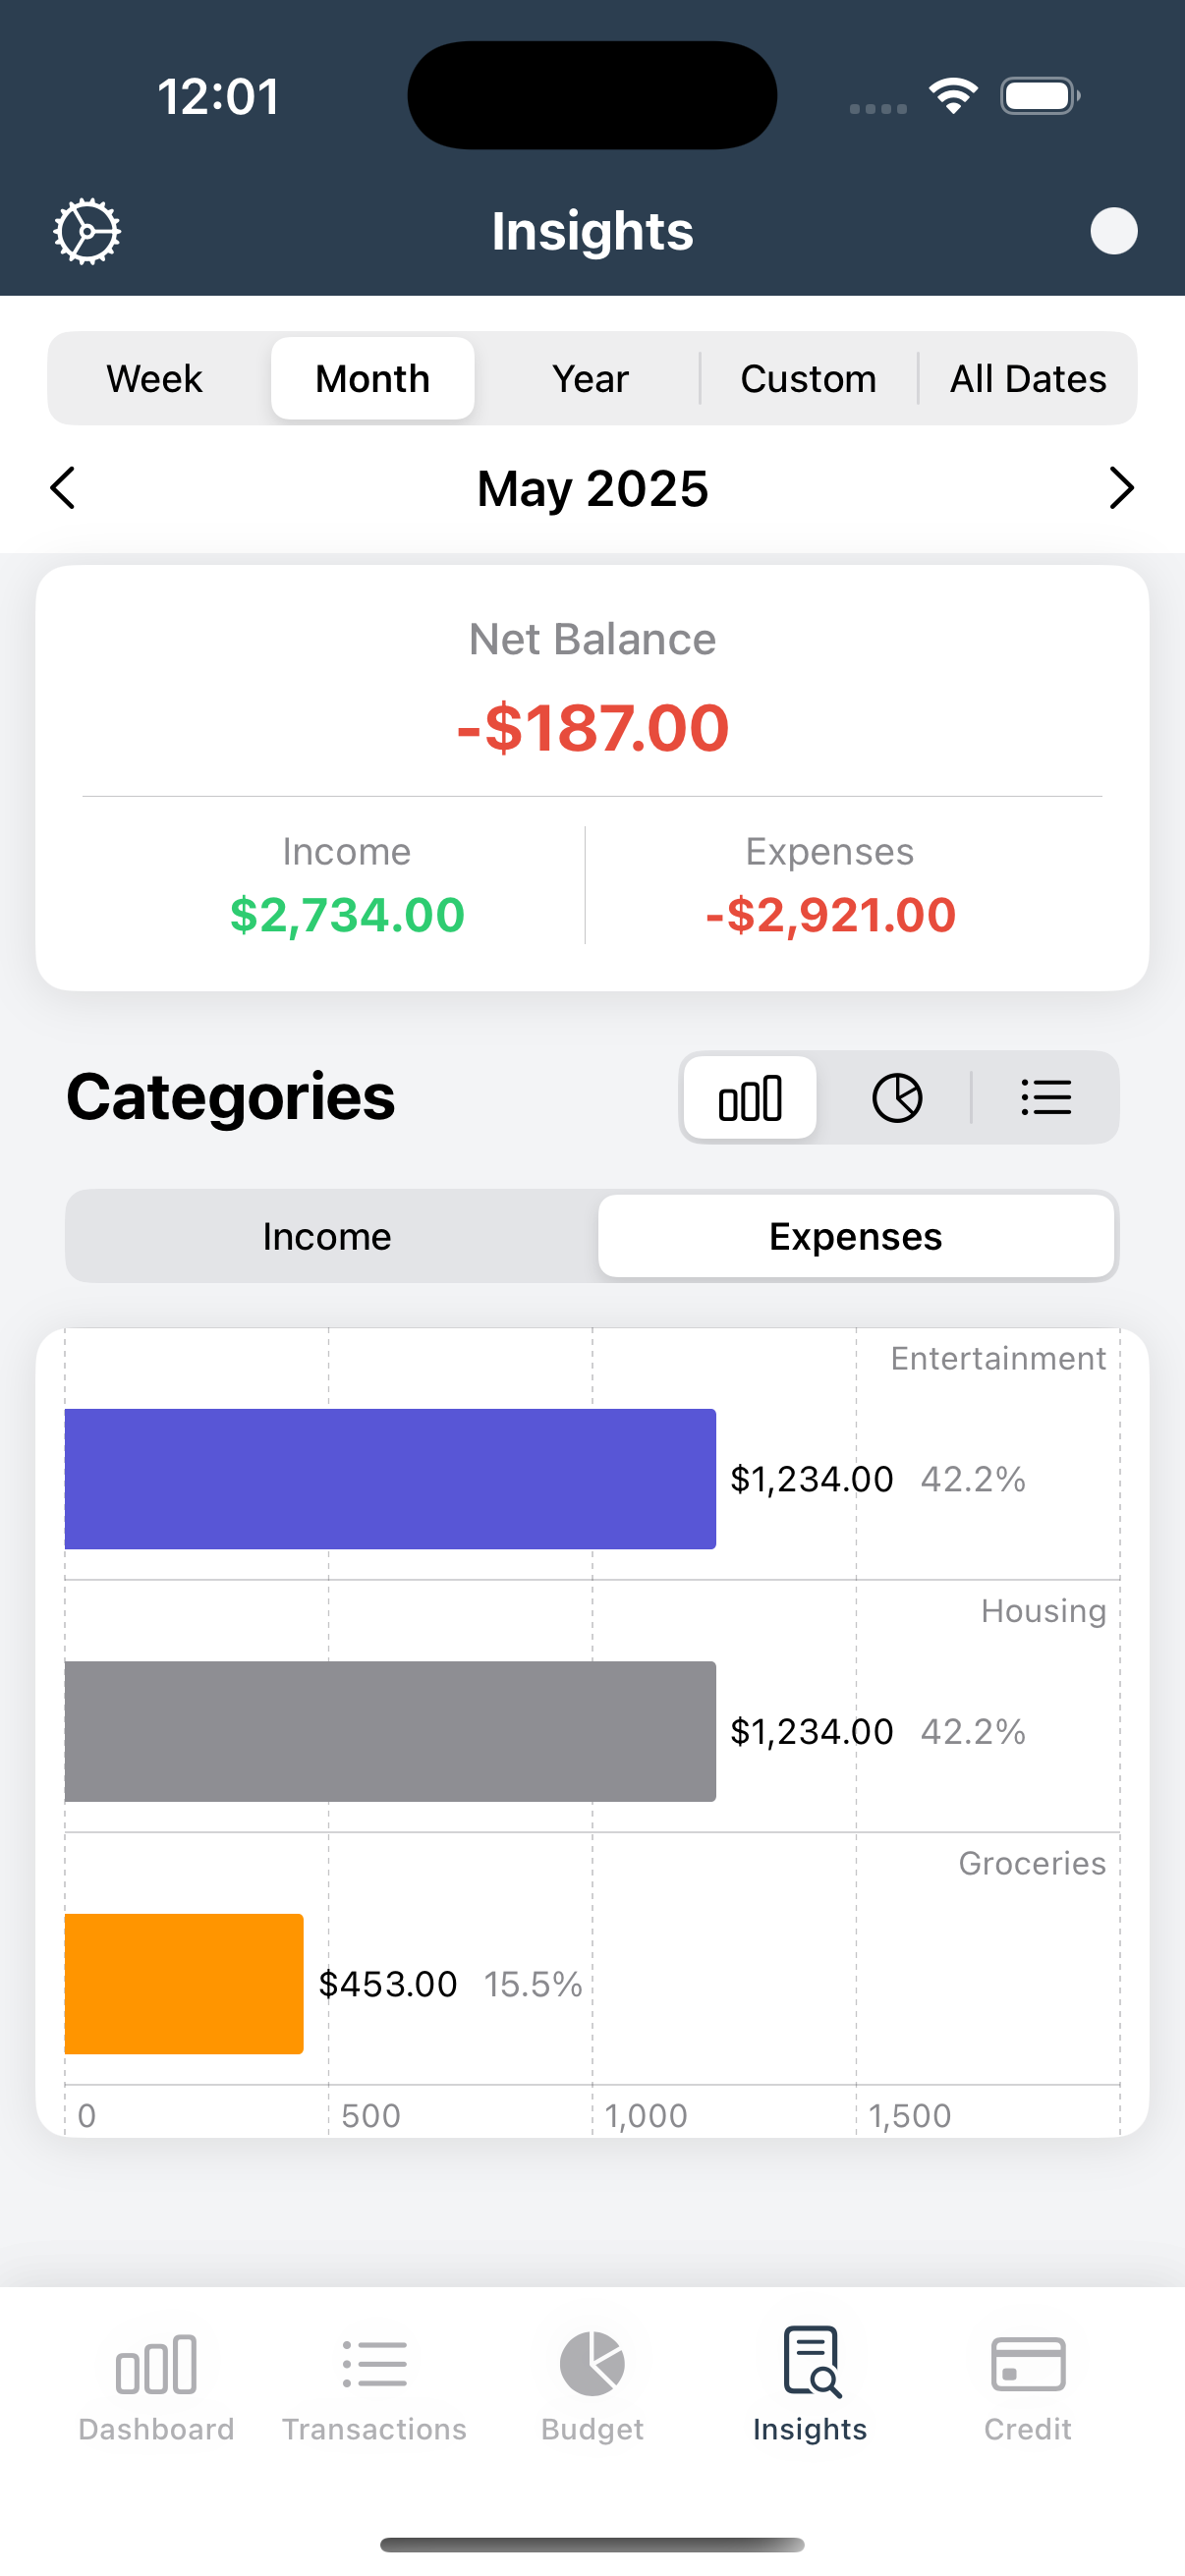 12:01
Insights
Week Month Year Custom All Dates
May 2025
Net Balance
-$187.00
Income Expenses
$2,734.00 -$2,921.00
Categories
Income Expenses
Entertainment
$1,234.00 42.2%
Housing
$1,234.00 42.2%
Groceries
$453.00 15.5%
0 500 1,000 1,500
Dashboard Transactions Budget Insights Credit